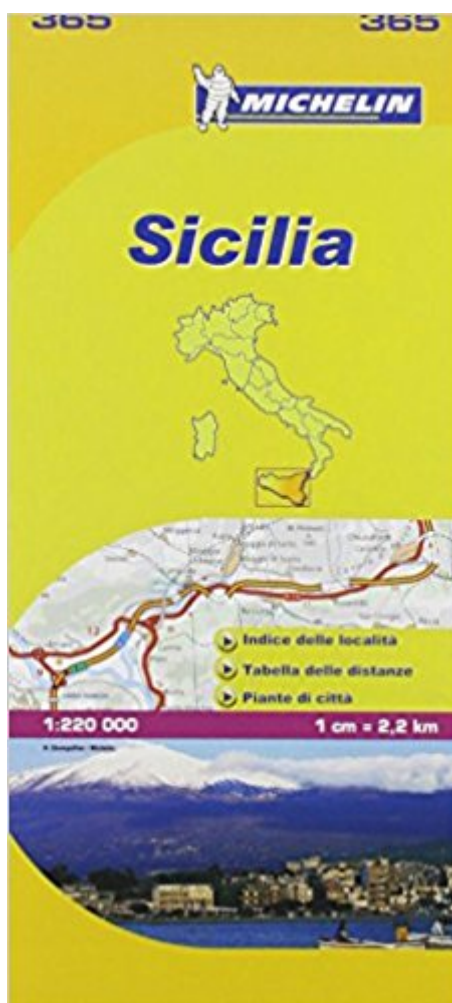 365 365
MICHELIN
Sicilia
Indice delle località
Tabella delle distanze
Piante di città
1:220 000 1 cm = 2,2 km